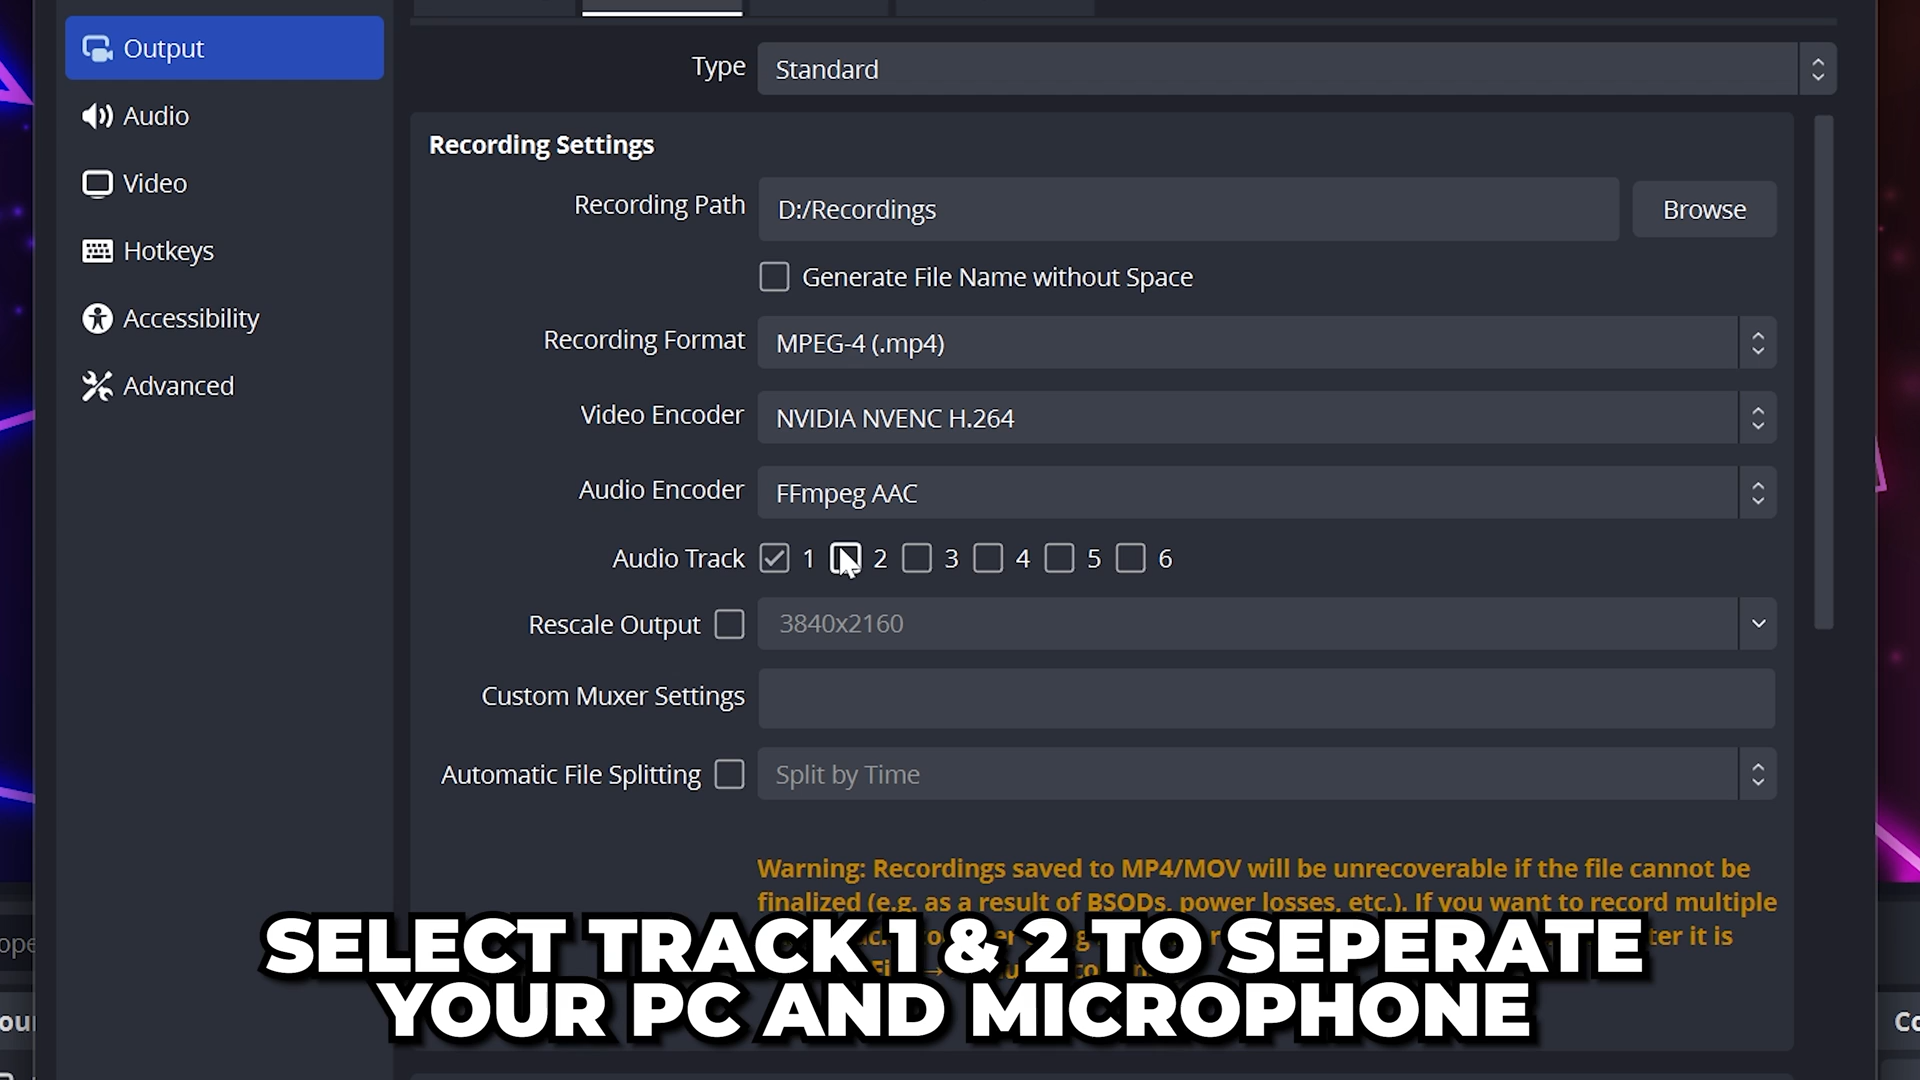 Output
Audio
Video
Hotkeys
Accessibility
Advanced
Type Standard
Recording Settings
Recording Path D:/Recordings Browse
Generate File Name without Space
Recording Format MPEG-4 (.mp4)
Video Encoder NVIDIA NVENC H.264
Audio Encoder FFmpeg AAC
Audio Track 1 2 3 4 5 6
Rescale Output 3840x2160
Custom Muxer Settings
Automatic File Splitting Split by Time
Warning: Recordings saved to MP4/MOV will be unrecoverable if the file cannot be
finalized (e.g. as a result of BSODs, power losses, etc.). If you want to record multiple
it is
SELECT TRACK 1 & 2 TO SEPERATE
YOUR PC AND MICROPHONE